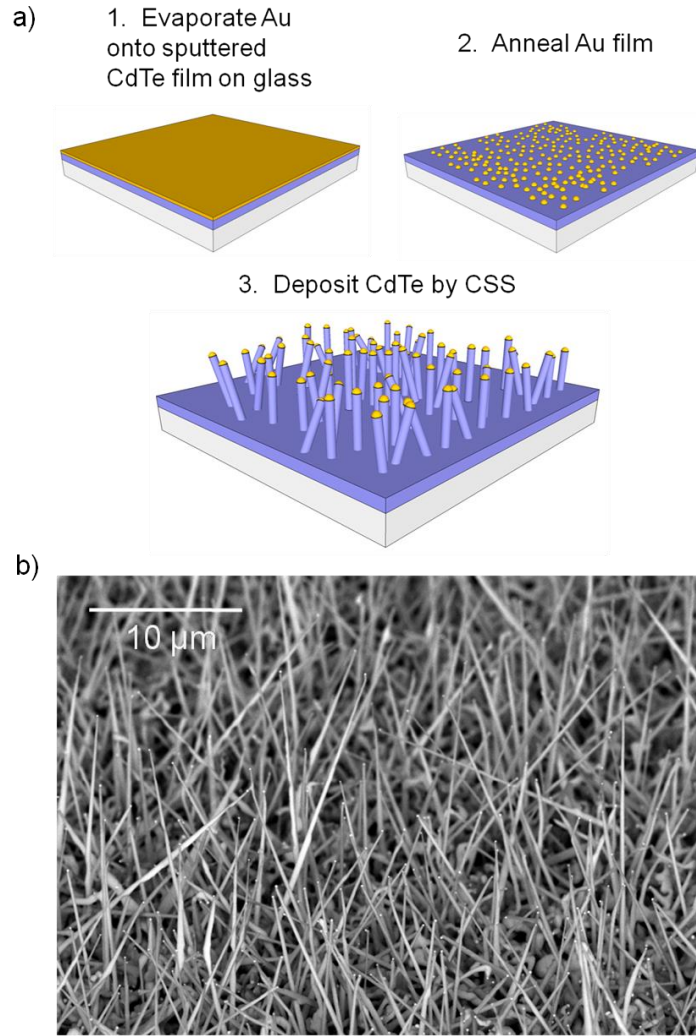 a)
1. Evaporate Au
onto sputtered
CdTe film on glass
2. Anneal Au film
3. Deposit CdTe by CSS
b)
10 µm